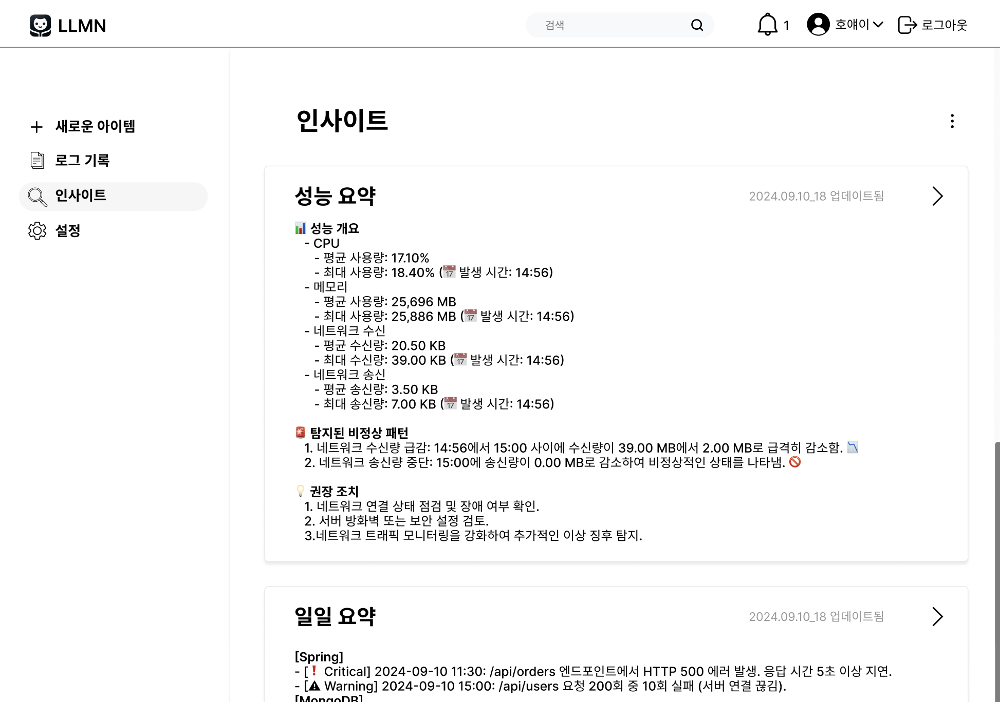 LLMN
검색
1
호얘이
로그아웃
새로운 아이템
로그 기록
인사이트
설정
인사이트
성능 요약
2024.09.10_18 업데이트됨
📊 성능 개요
- CPU
- 평균 사용량: 17.10%
- 최대 사용량: 18.40% (📅 발생 시간: 14:56)
- 메모리
- 평균 사용량: 25,696 MB
- 최대 사용량: 25,886 MB (📅 발생 시간: 14:56)
- 네트워크 수신
- 평균 수신량: 20.50 KB
- 최대 수신량: 39.00 KB (📅 발생 시간: 14:56)
- 네트워크 송신
- 평균 송신량: 3.50 KB
- 최대 송신량: 7.00 KB (📅 발생 시간: 14:56)
🚨 탐지된 비정상 패턴
1. 네트워크 수신량 급감: 14:56에서 15:00 사이에 수신량이 39.00 MB에서 2.00 MB로 급격히 감소함. 📉
2. 네트워크 송신량 중단: 15:00에 송신량이 0.00 MB로 감소하여 비정상적인 상태를 나타냄. 🚫
💡 권장 조치
1. 네트워크 연결 상태 점검 및 장애 여부 확인.
2. 서버 방화벽 또는 보안 설정 검토.
3.네트워크 트래픽 모니터링을 강화하여 추가적인 이상 징후 탐지.
일일 요약
2024.09.10_18 업데이트됨
[Spring]
- [❗ Critical] 2024-09-10 11:30: /api/orders 엔드포인트에서 HTTP 500 에러 발생. 응답 시간 5초 이상 지연.
- [⚠ Warning] 2024-09-10 15:00: /api/users 요청 200회 중 10회 실패 (서버 연결 끊김).
[MongoDB]